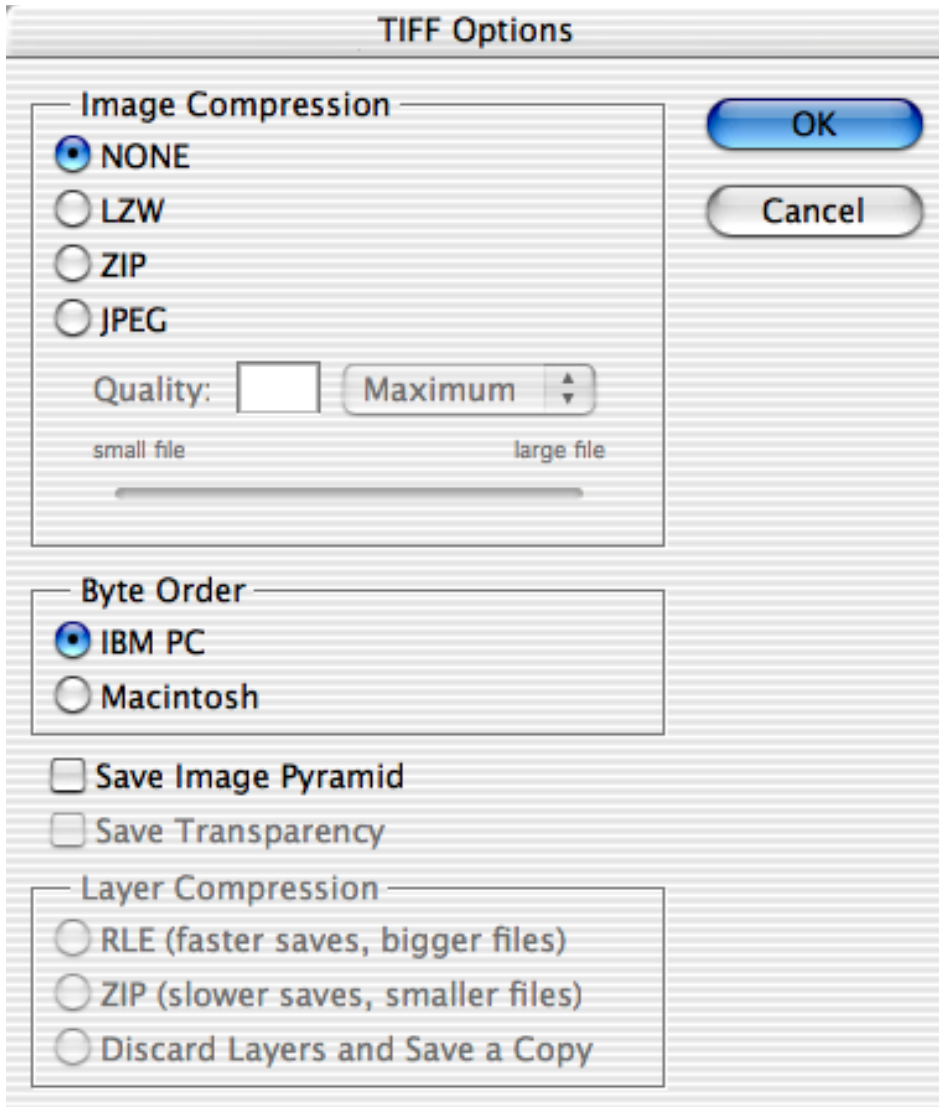 TIFF Options
Image Compression
OK
NONE
LZW
Cancel
ZIP
JPEG
Quality:
Maximum
small file
large file
Byte Order
IBM PC
Macintosh
Save Image Pyramid
Save Transparency
Layer Compression
RLE (faster saves, bigger files)
ZIP (slower saves, smaller files)
Discard Layers and Save a Copy